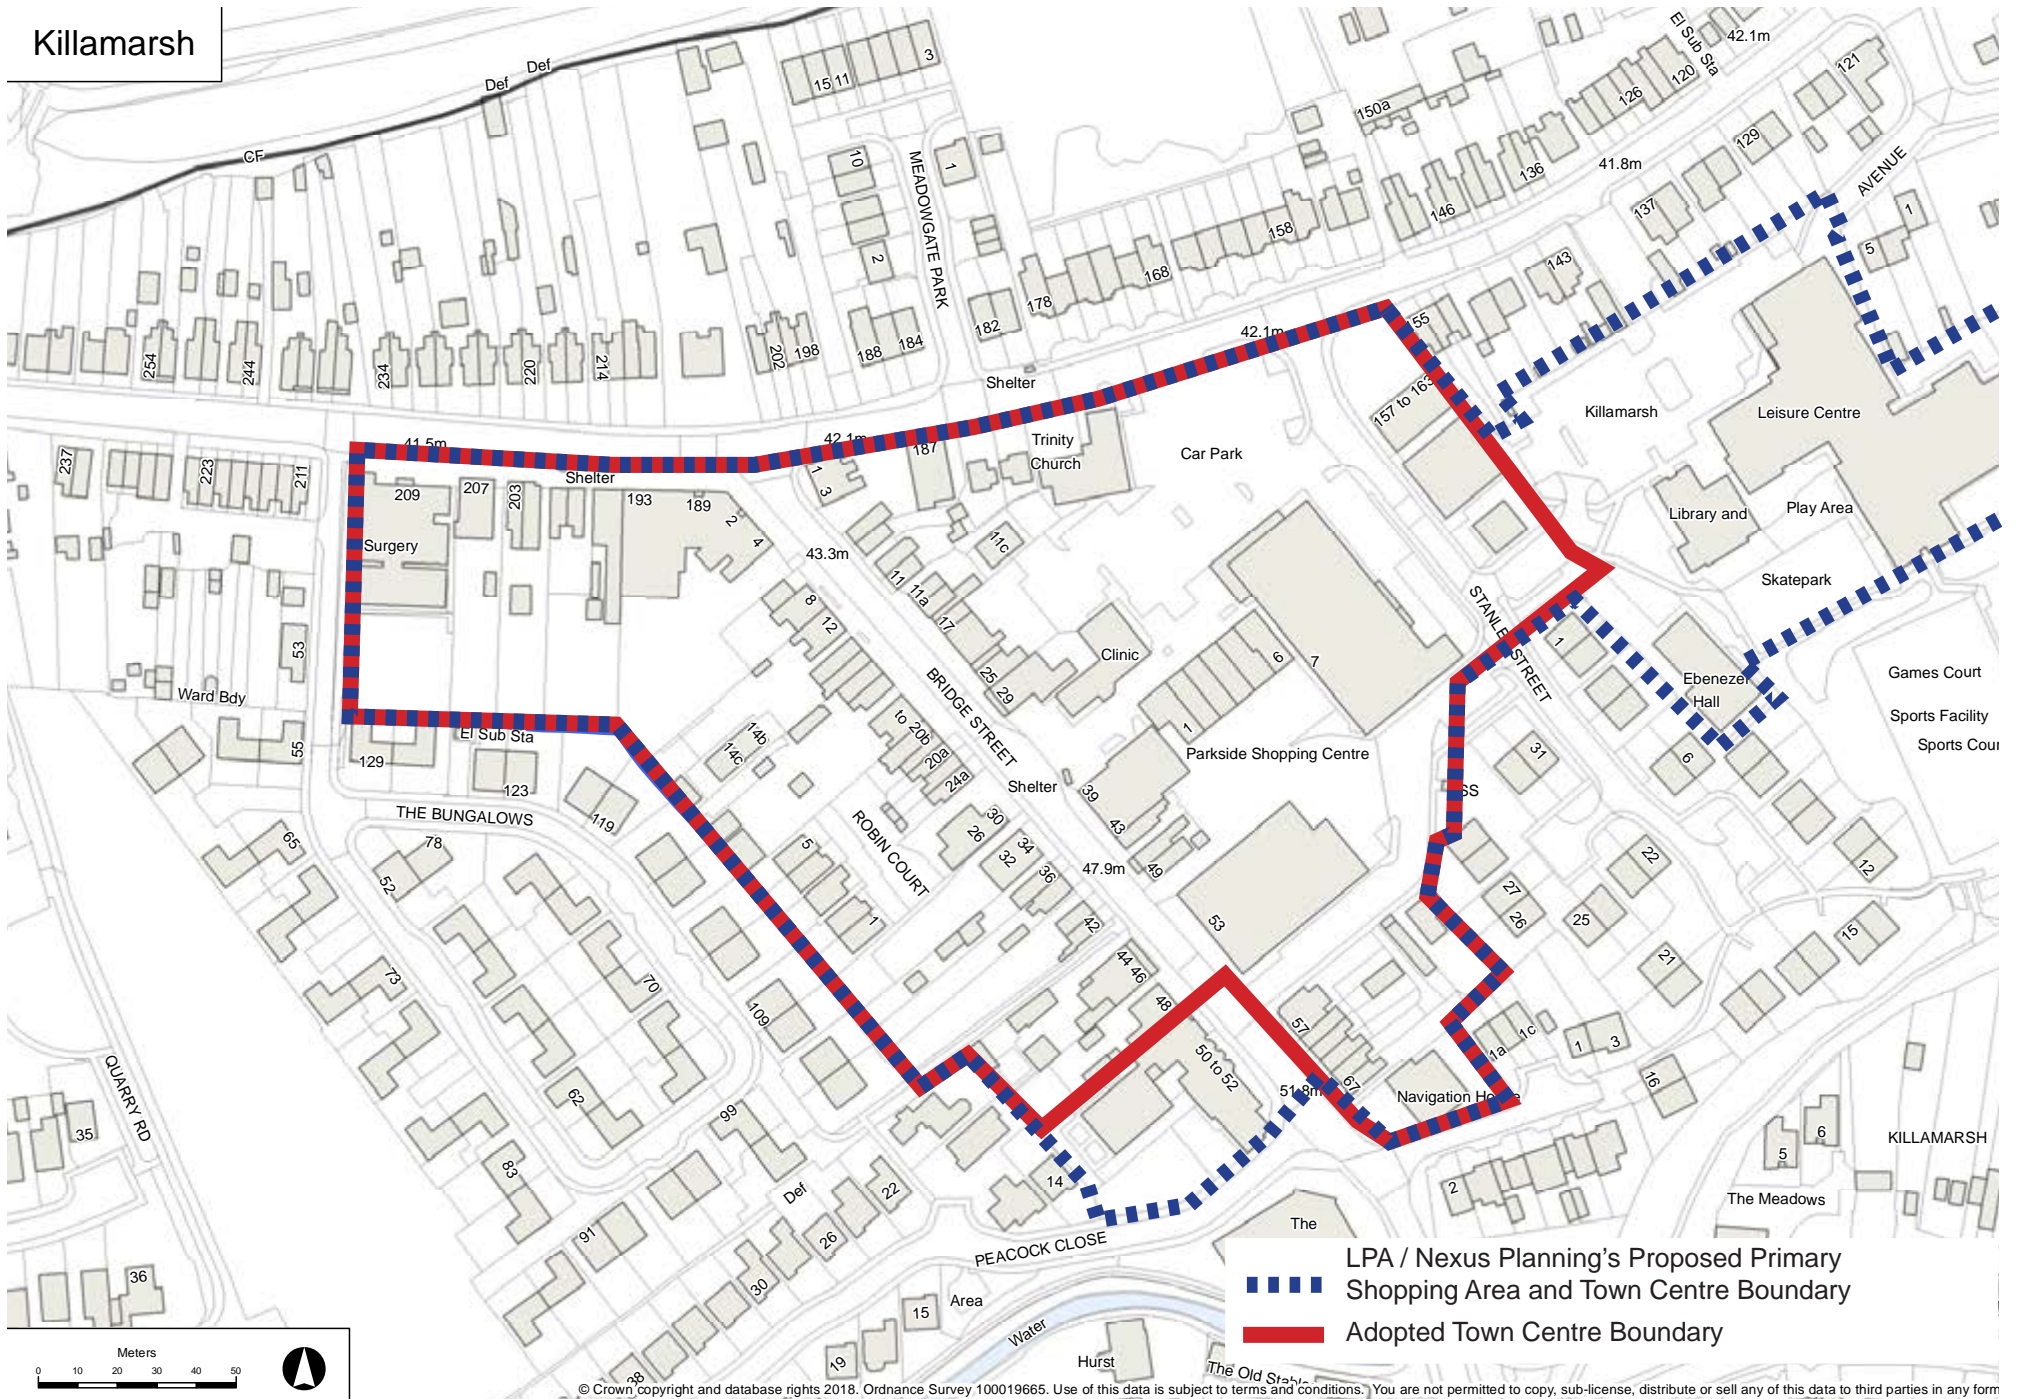 Killamarsh
Def
Def
CF
15 11
3
10
MEADOWGATE PARK
1
2
El Sub Sta
42.1m
120
126
121
129
150a
136
41.8m
AVENUE
1
5
137
146
143
158
168
178
182
184
188
198
202
214
220
234
244
254
155
42.1m
Shelter
157 to 163
Killamarsh
Leisure Centre
41.5m
42.1m
187
Trinity
Church
Car Park
237
223
211
209
207
203
Shelter
193
189
2
4
1
3
Library and
Play Area
Surgery
43.3m
11c
11
11a
17
Skatepark
8
12
STANLEY STREET
1
53
Clinic
6
7
25
29
Ebenezer
Hall
Games Court
Ward Bdy
BRIDGE STREET
to 20b
20a
24a
1
Sports Facility
El Sub Sta
14b
14c
Parkside Shopping Centre
31
6
55
129
Shelter
39
SS
123
THE BUNGALOWS
119
ROBIN COURT
30
26
43
34
32
36
49
47.9m
22
12
65
78
52
5
1
27
26
25
42
53
15
21
73
70
44 46
48
109
57
1a
1c
1
3
QUARRY RD
50 to 52
51.8m
67
Navigation House
16
62
99
35
6
5
KILLAMARSH
83
14
2
Def
22
The Meadows
91
26
PEACOCK CLOSE
The
36
30
15
Area
Water
19
Hurst
38
The Old Stable
LPA / Nexus Planning's Proposed Primary
Shopping Area and Town Centre Boundary
Adopted Town Centre Boundary
Meters
0 10 20 30 40 50
© Crown copyright and database rights 2018. Ordnance Survey 100019665. Use of this data is subject to terms and conditions. You are not permitted to copy, sub-license, distribute or sell any of this data to third parties in any form